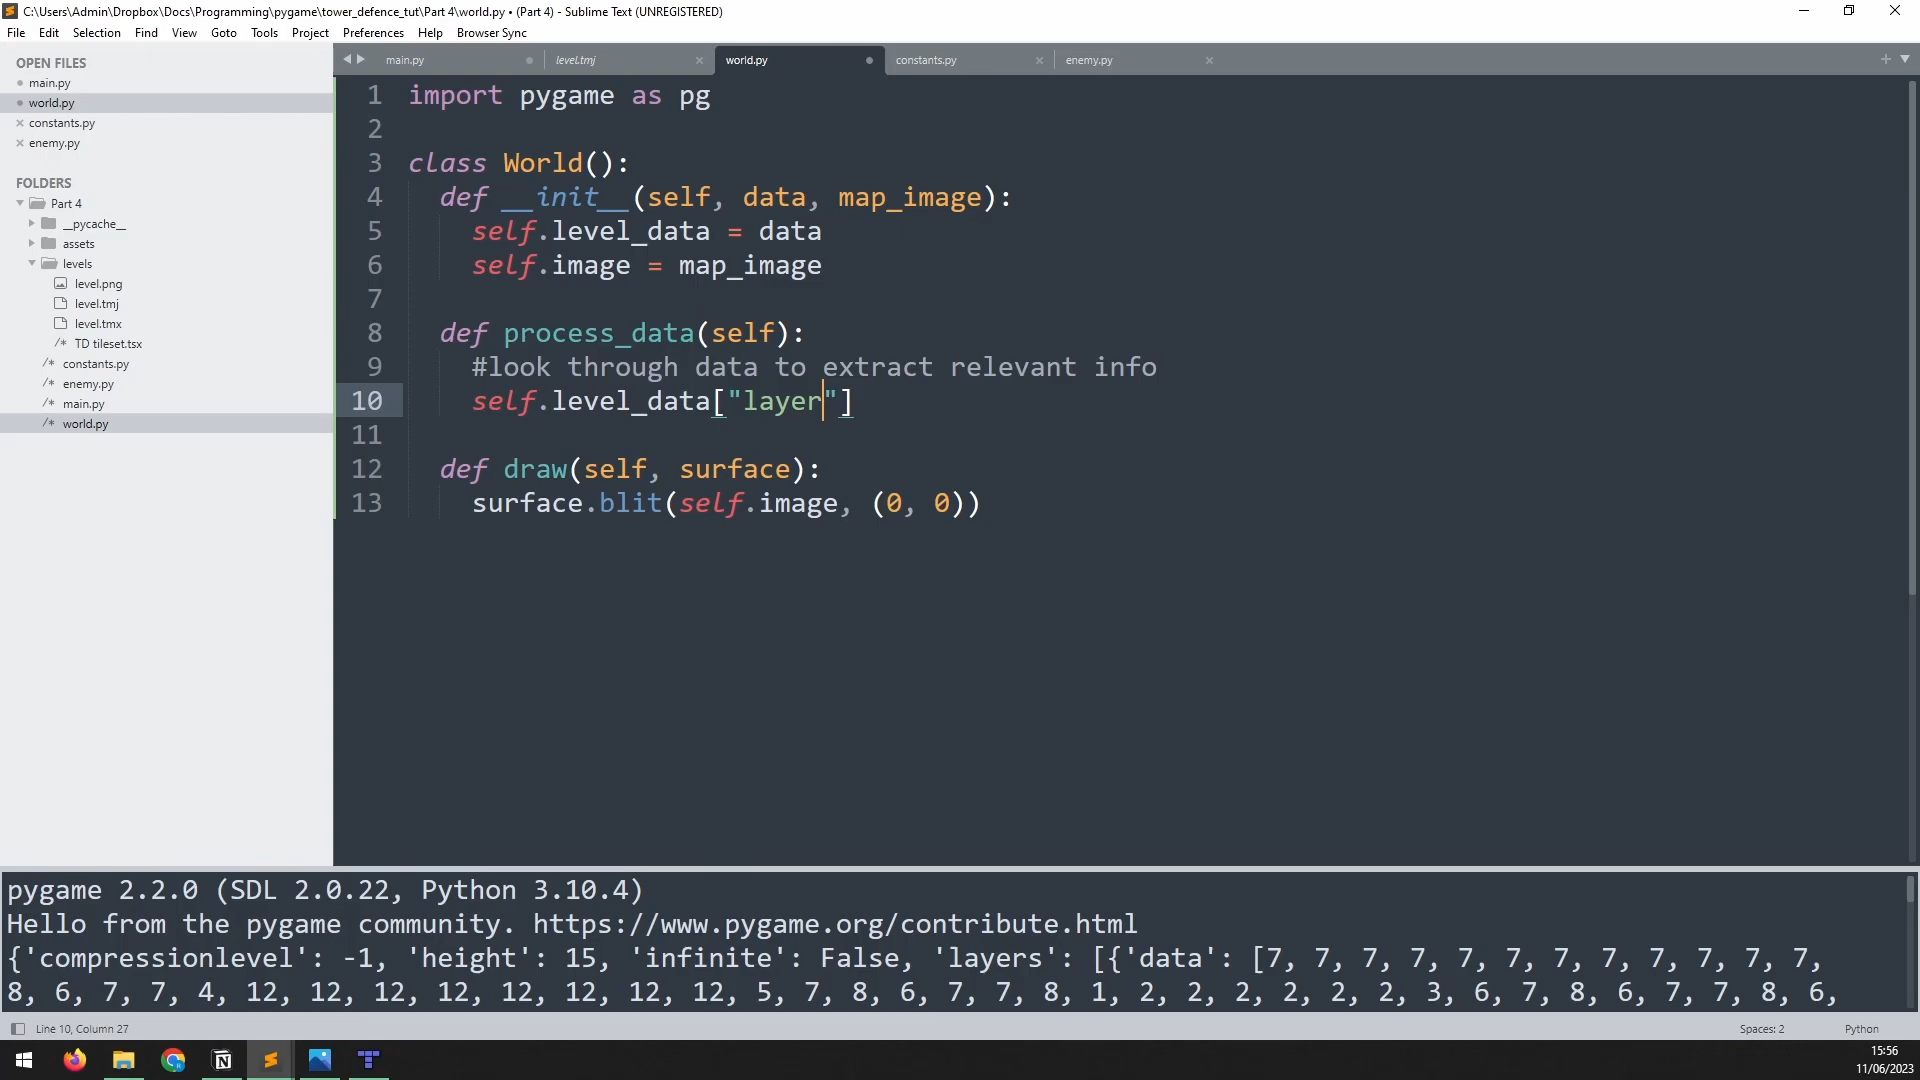 C:\Users\Admin\Dropbox\Docs\Programming\pygame\tower_defence_tut\Part 4\world.py • (Part 4) - Sublime Text (UNREGISTERED)
File Edit Selection Find View Goto Tools Project Preferences Help Browser Sync
OPEN FILES
main.py
world.py
constants.py
enemy.py
FOLDERS
Part 4
__pycache__
assets
levels
level.png
level.tmj
level.tmx
/* TD tileset.tsx
/* constants.py
/* enemy.py
/* main.py
/* world.py
main.py level.tmj world.py constants.py enemy.py
1 import pygame as pg
2
3 class World():
4 def __init__(self, data, map_image):
5 self.level_data = data
6 self.image = map_image
7
8 def process_data(self):
9 #look through data to extract relevant info
10 self.level_data["layer"]
11
12 def draw(self, surface):
13 surface.blit(self.image, (0, 0))
pygame 2.2.0 (SDL 2.0.22, Python 3.10.4)
Hello from the pygame community. https://www.pygame.org/contribute.html
{'compressionlevel': -1, 'height': 15, 'infinite': False, 'layers': [{'data': [7, 7, 7, 7, 7, 7, 7, 7, 7, 7, 7, 7,
8, 6, 7, 7, 4, 12, 12, 12, 12, 12, 12, 12, 12, 5, 7, 8, 6, 7, 7, 8, 1, 2, 2, 2, 2, 2, 2, 3, 6, 7, 8, 6, 7, 7, 8, 6,
Line 10, Column 27
Spaces: 2
Python
15:56
11/06/2023